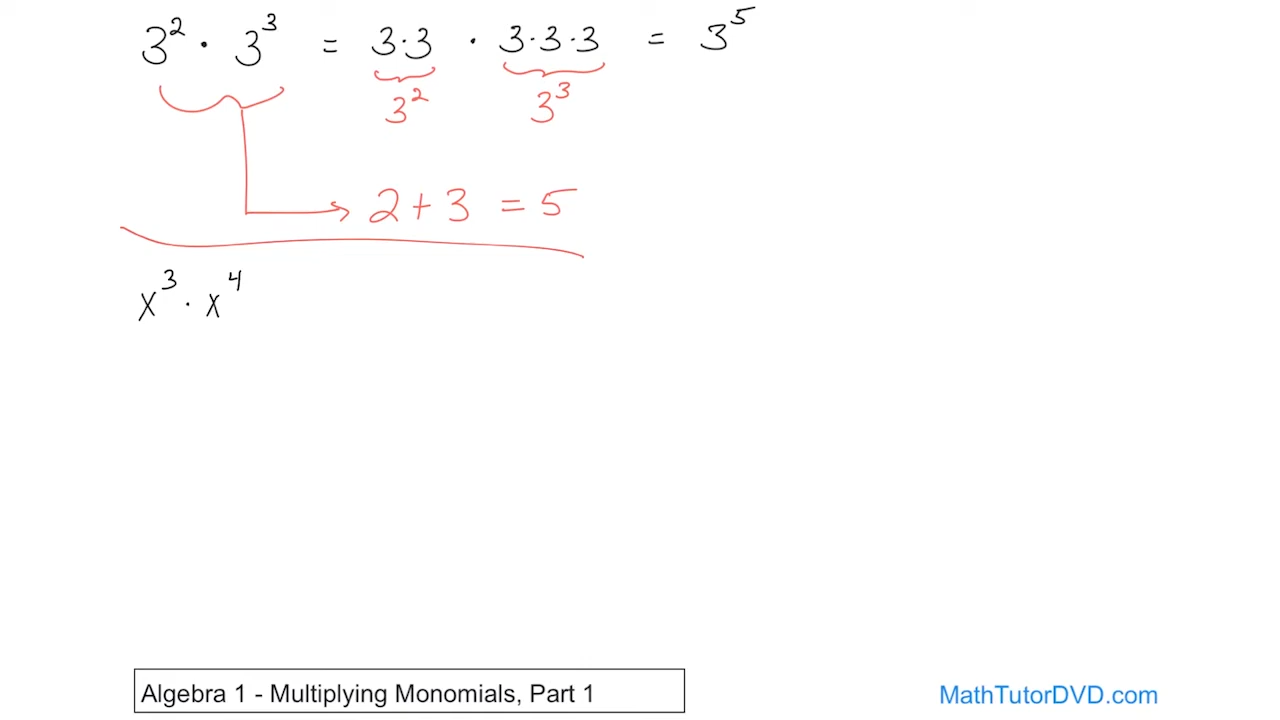 3² · 3³ = 3·3 · 3·3·3 = 3⁵
3² 3³
2 + 3 = 5
x³ · x⁴
Algebra 1 - Multiplying Monomials, Part 1
MathTutorDVD.com